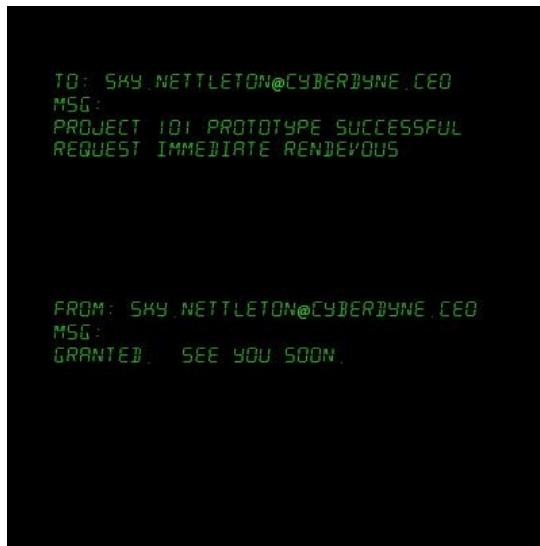 TO: SKY.NETTLETON@CYBERDYNE.CEO
MSG:
PROJECT 101 PROTOTYPE SUCCESSFUL
REQUEST IMMEDIATE RENDEVOUS
FROM: SKY.NETTLETON@CYBERDYNE.CEO
MSG:
GRANTED. SEE YOU SOON.